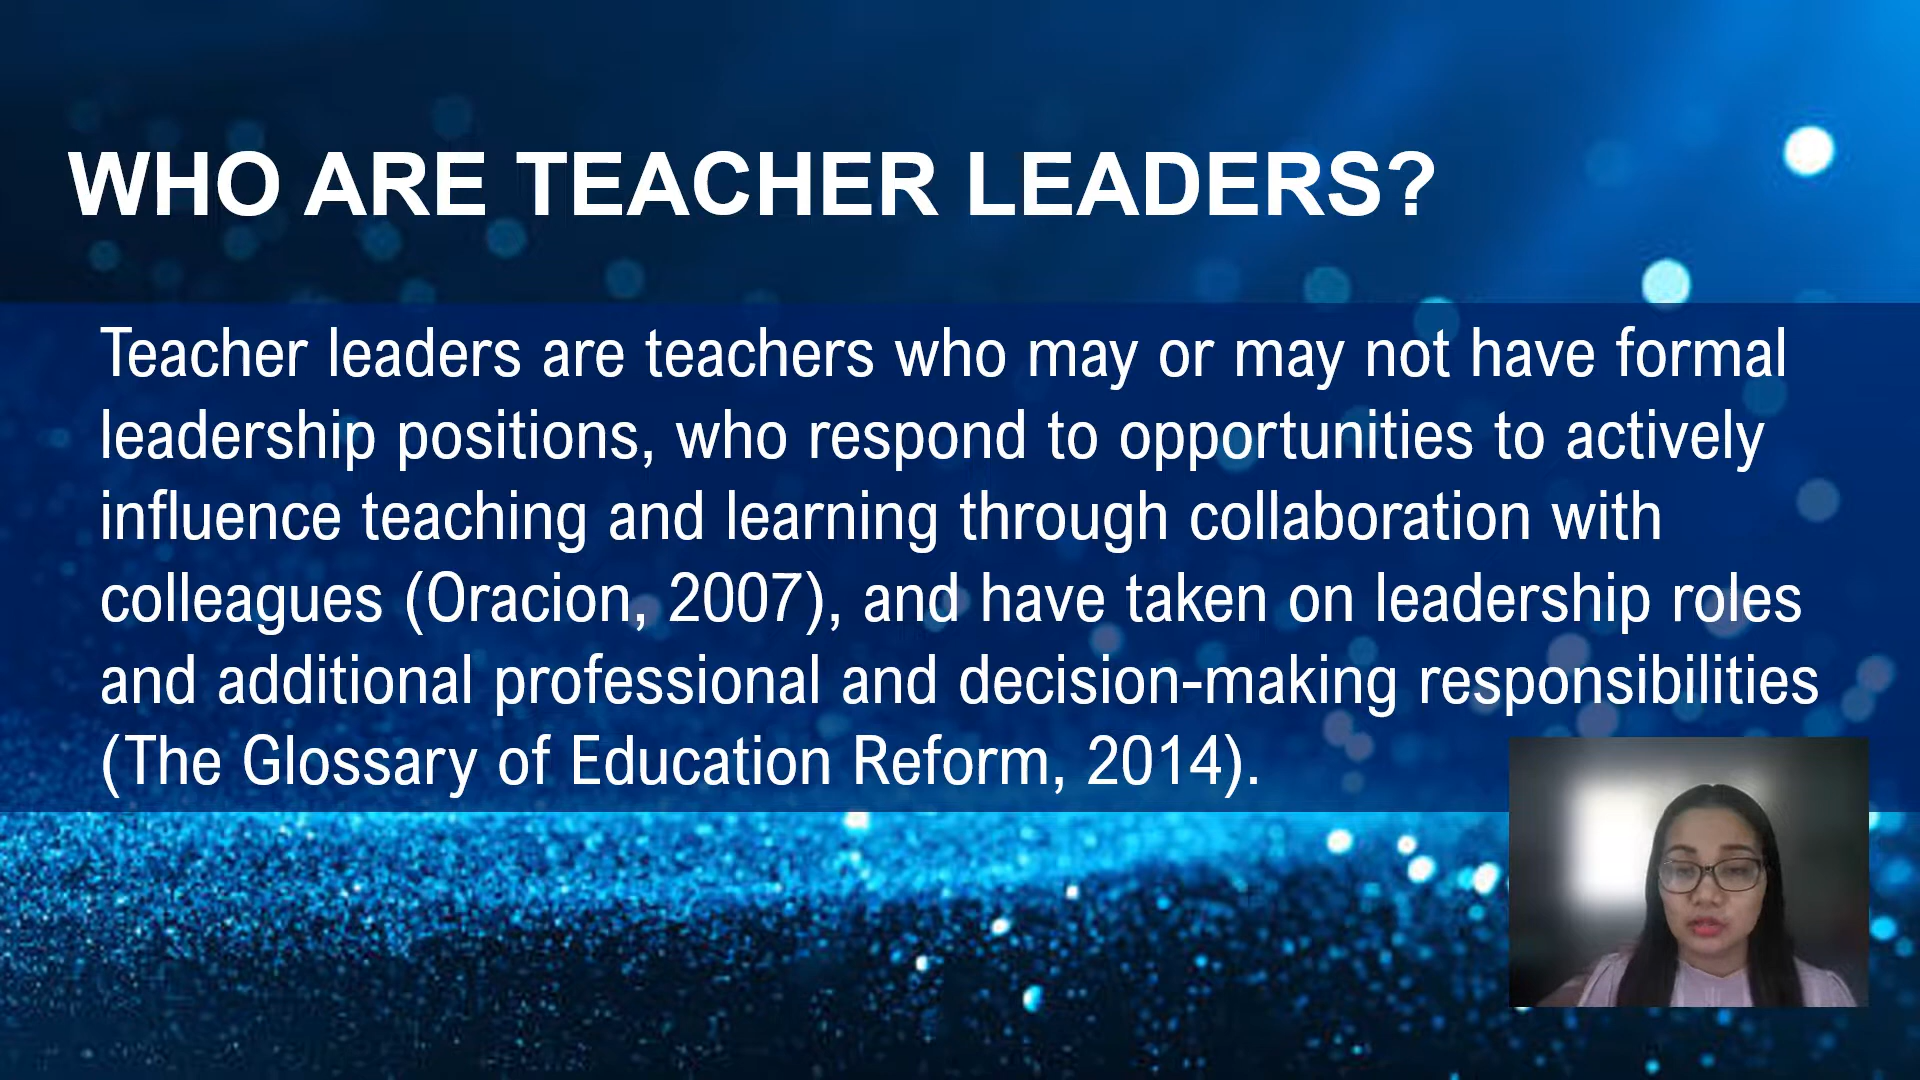 WHO ARE TEACHER LEADERS?
Teacher leaders are teachers who may or may not have formal
leadership positions, who respond to opportunities to actively
influence teaching and learning through collaboration with
colleagues (Oracion, 2007), and have taken on leadership roles
and additional professional and decision-making responsibilities
(The Glossary of Education Reform, 2014).